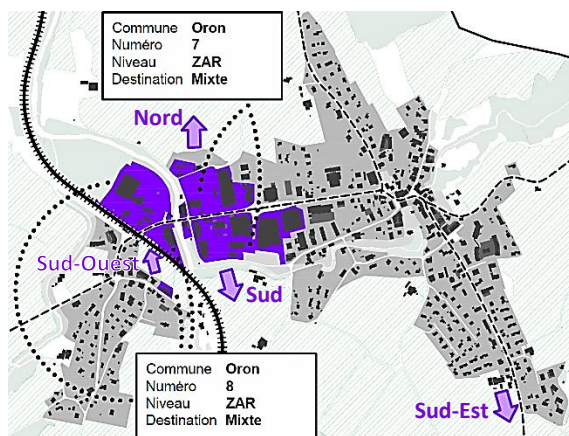 Commune Oron
Numéro 7
Niveau ZAR
Destination Mixte
Nord
Sud-Ouest
Sud
Commune Oron
Numéro 8
Niveau ZAR
Destination Mixte
Sud-Est